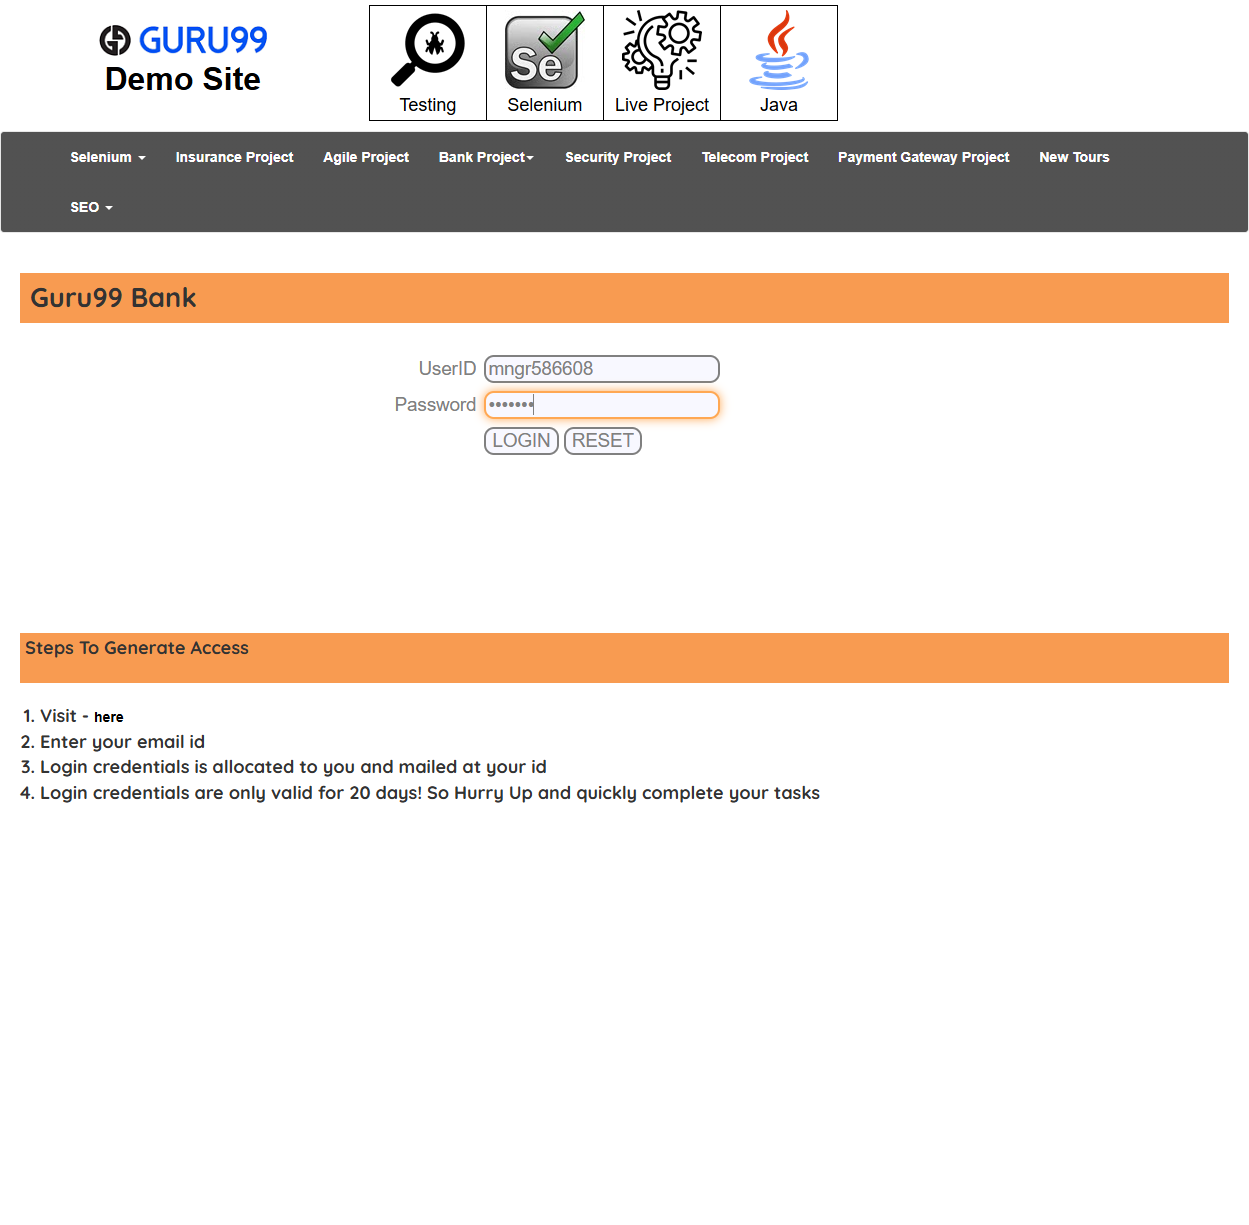 GURU99
Demo Site
Testing
Selenium
Live Project
Java
Selenium
Insurance Project
Agile Project
Bank Project
Security Project
Telecom Project
Payment Gateway Project
New Tours
SEO
Guru99 Bank
UserID mngr586608
Password •••••••
LOGIN RESET
Steps To Generate Access
1. Visit - here
2. Enter your email id
3. Login credentials is allocated to you and mailed at your id
4. Login credentials are only valid for 20 days! So Hurry Up and quickly complete your tasks